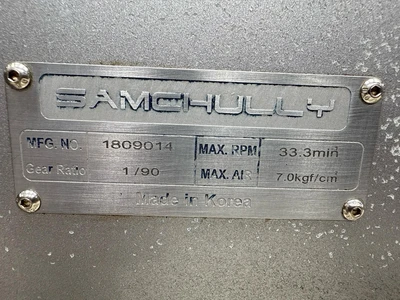 SAMCHULLY
MFG. NO. 1809014 MAX. RPM 33.3min
Gear Ratio 1/90 MAX. AIR 7.0kgf/cm
Made in Korea